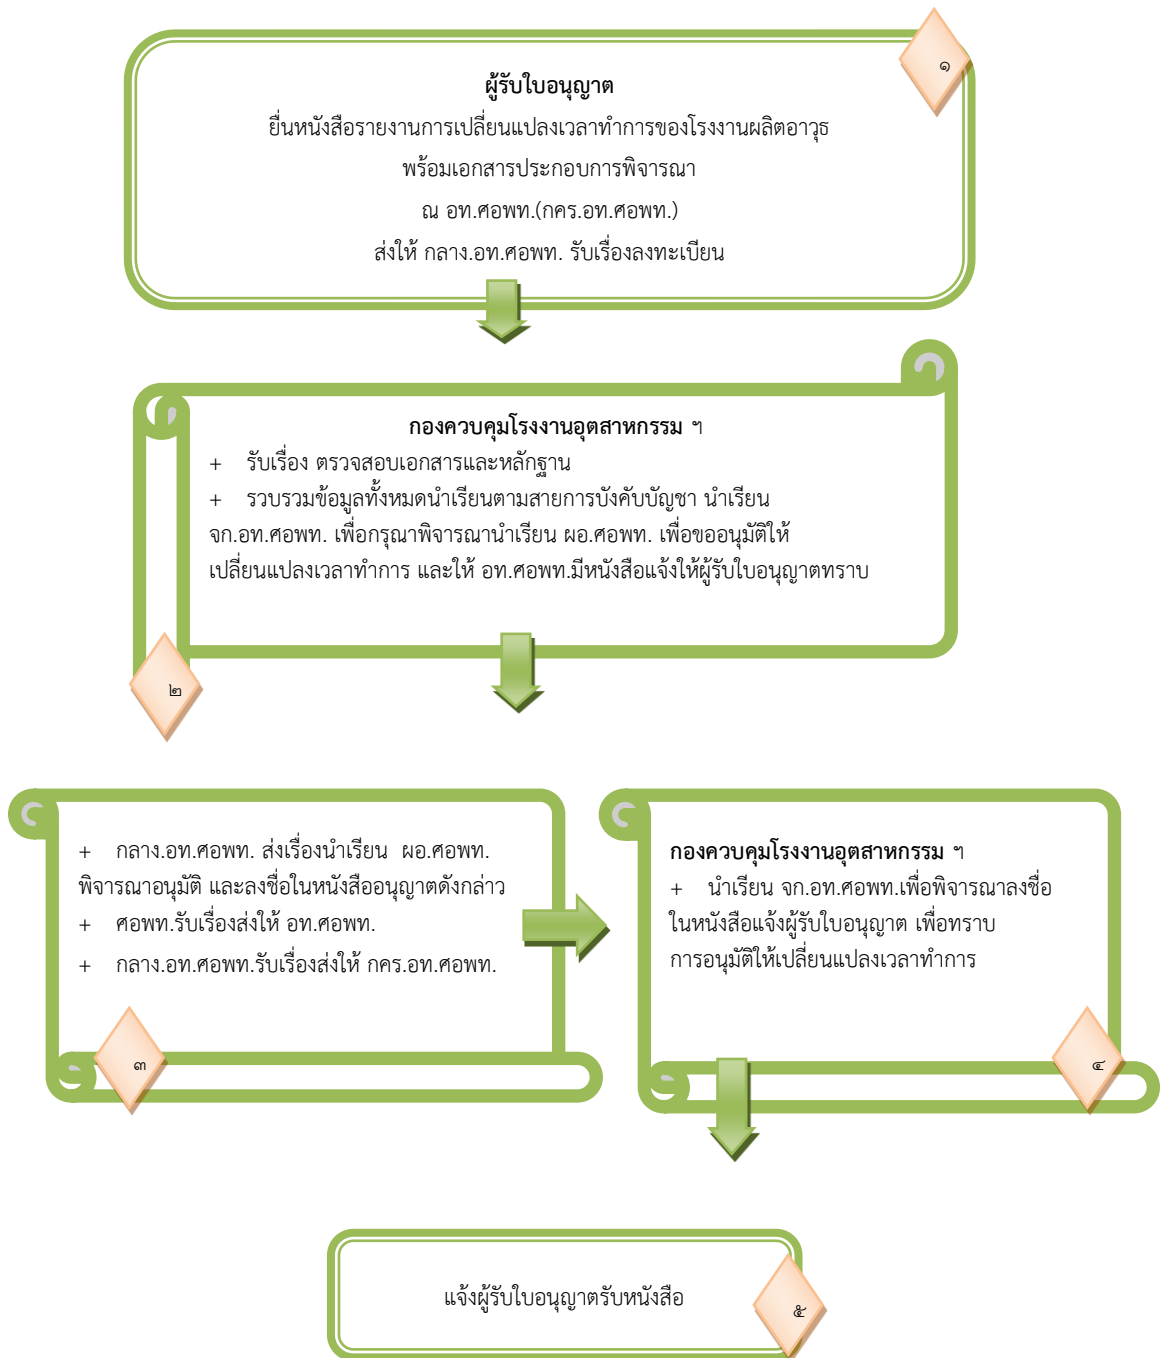 ๑
ผู้รับใบอนุญาต
ยื่นหนังสือรายงานการเปลี่ยนแปลงเวลาทำการของโรงงานผลิตอาวุธ
พร้อมเอกสารประกอบการพิจารณา
ณ อท.ศอพท.(กคร.อท.ศอพท.)
ส่งให้ กลาง.อท.ศอพท. รับเรื่องลงทะเบียน
กองควบคุมโรงงานอุตสาหกรรม ฯ
+ รับเรื่อง ตรวจสอบเอกสารและหลักฐาน
+ รวบรวมข้อมูลทั้งหมดนำเรียนตามสายการบังคับบัญชา นำเรียน
จก.อท.ศอพท. เพื่อกรุณาพิจารณานำเรียน ผอ.ศอพท. เพื่อขออนุมัติให้
เปลี่ยนแปลงเวลาทำการ และให้ อท.ศอพท.มีหนังสือแจ้งให้ผู้รับใบอนุญาตทราบ
๒
+ กลาง.อท.ศอพท. ส่งเรื่องนำเรียน ผอ.ศอพท.
พิจารณาอนุมัติ และลงชื่อในหนังสืออนุญาตดังกล่าว
+ ศอพท.รับเรื่องส่งให้ อท.ศอพท.
+ กลาง.อท.ศอพท.รับเรื่องส่งให้ กคร.อท.ศอพท.
๓
กองควบคุมโรงงานอุตสาหกรรม ฯ
+ นำเรียน จก.อท.ศอพท.เพื่อพิจารณาลงชื่อ
ในหนังสือแจ้งผู้รับใบอนุญาต เพื่อทราบ
การอนุมัติให้เปลี่ยนแปลงเวลาทำการ
๔
แจ้งผู้รับใบอนุญาตรับหนังสือ
๕